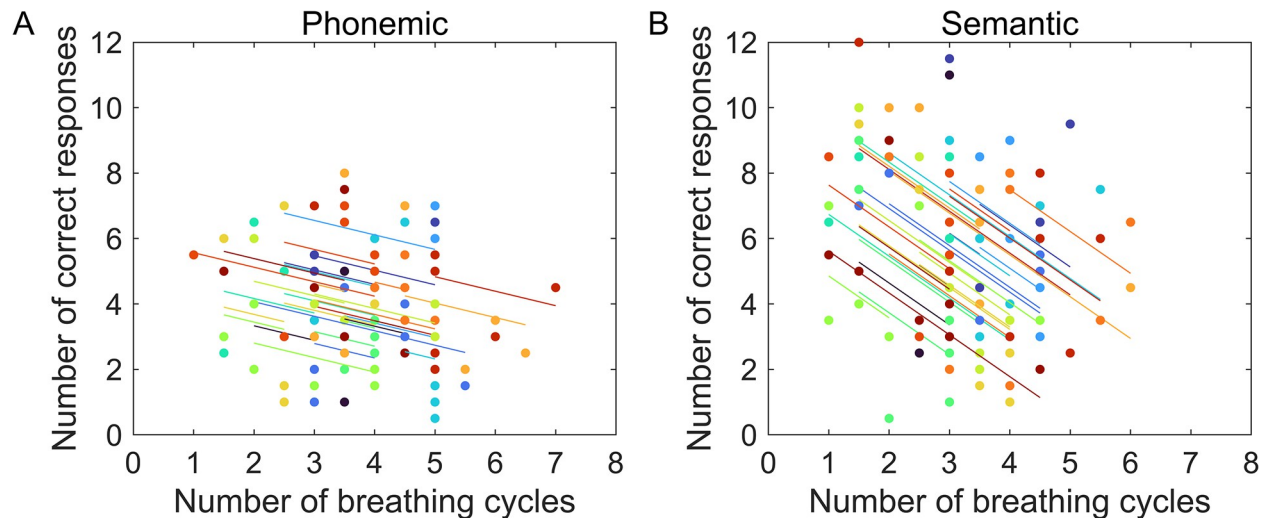 A
Phonemic
Number of correct responses
12
10
8
6
4
2
0
0 1 2 3 4 5 6 7 8
Number of breathing cycles
B
Semantic
Number of correct responses
12
10
8
6
4
2
0
0 1 2 3 4 5 6 7 8
Number of breathing cycles